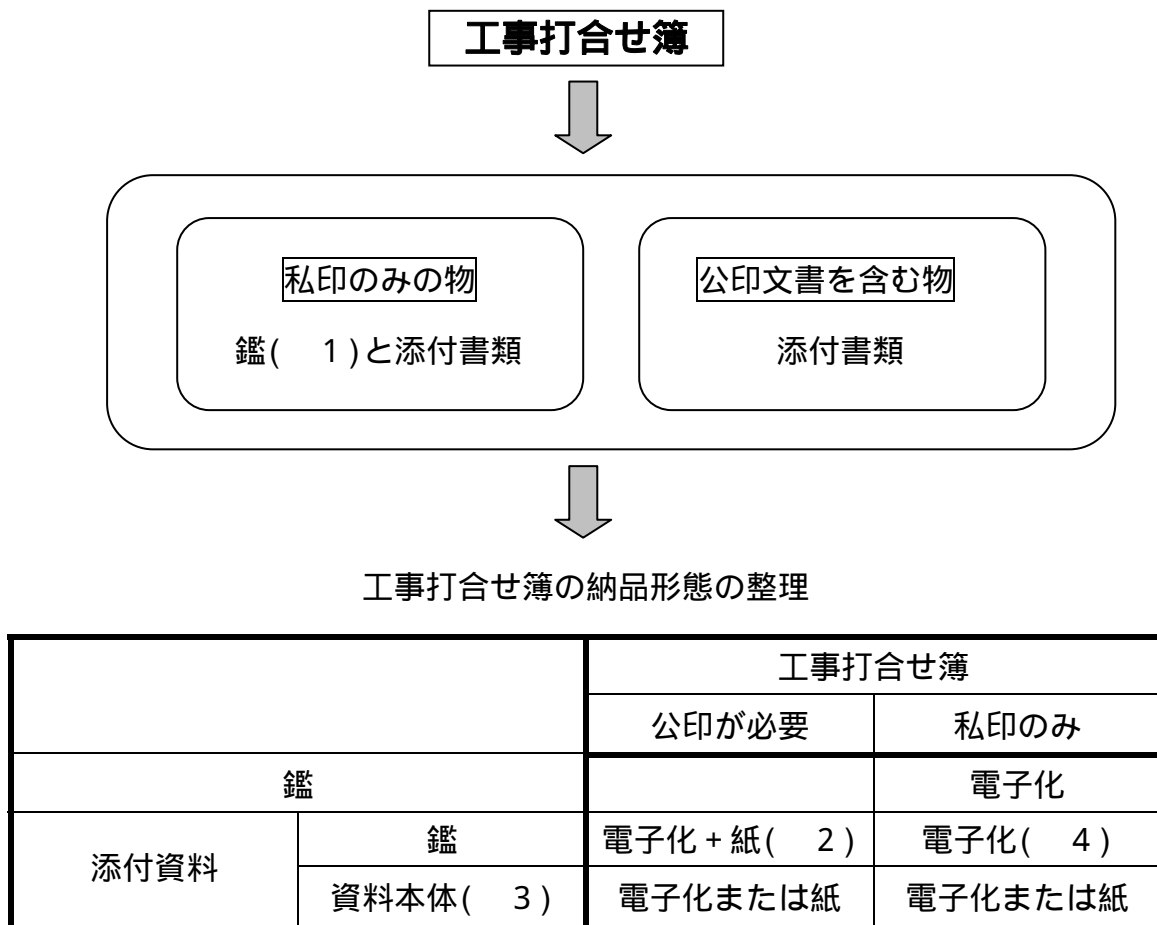 工事打合せ簿
私印のみの物
鑑( 1)と添付書類
公印文書を含む物
添付書類
工事打合せ簿の納品形態の整理
工事打合せ簿
公印が必要 私印のみ
鑑 電子化
添付資料 鑑 電子化+紙( 2) 電子化( 4)
資料本体( 3) 電子化または紙 電子化または紙